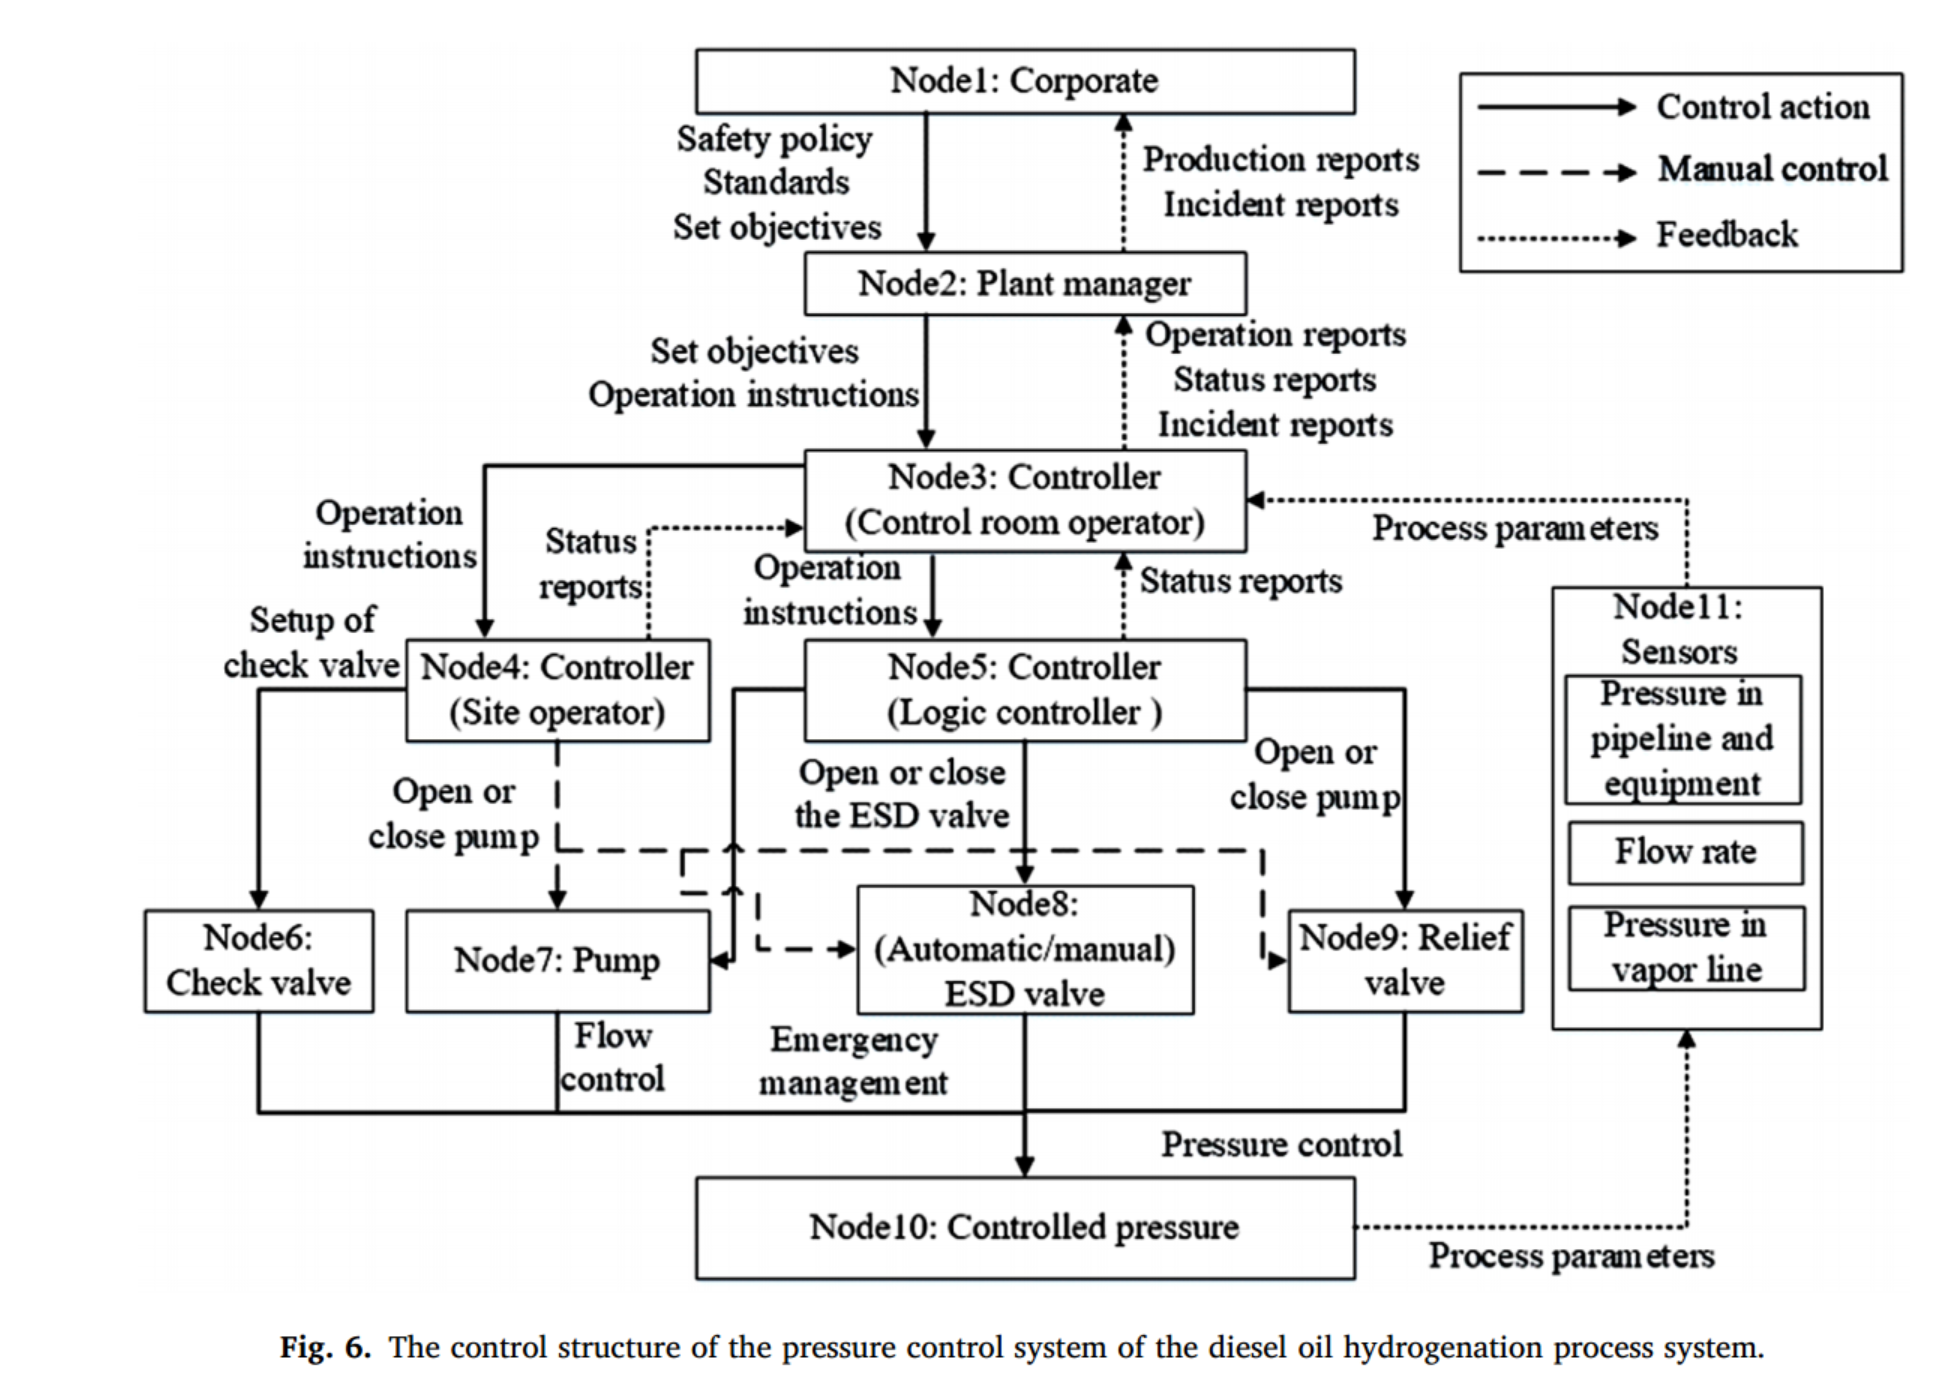 Node1: Corporate
Control action
Manual control
Feedback
Safety policy
Standards
Set objectives
Production reports
Incident reports
Node2: Plant manager
Set objectives
Operation instructions
Operation reports
Status reports
Incident reports
Node3: Controller
(Control room operator)
Operation
instructions
Status
reports
Operation
instructions
Status reports
Process parameters
Setup of
check valve
Node4: Controller
(Site operator)
Node5: Controller
(Logic controller )
Node11:
Sensors
Pressure in
pipeline and
equipment
Flow rate
Pressure in
vapor line
Open or
close pump
Open or close
the ESD valve
Open or
close pump
Node6:
Check valve
Node7: Pump
Node8:
(Automatic/manual)
ESD valve
Node9: Relief
valve
Flow
control
Emergency
management
Pressure control
Node10: Controlled pressure
Process parameters
Fig. 6. The control structure of the pressure control system of the diesel oil hydrogenation process system.